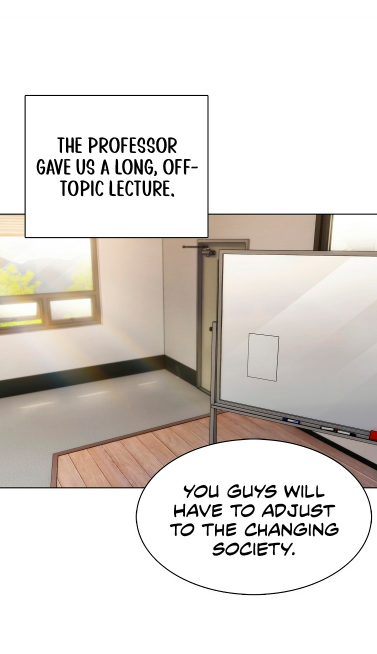 THE PROFESSOR
GAVE US A LONG, OFF-
TOPIC LECTURE.
YOU GUYS WILL
HAVE TO ADJUST
TO THE CHANGING
SOCIETY.